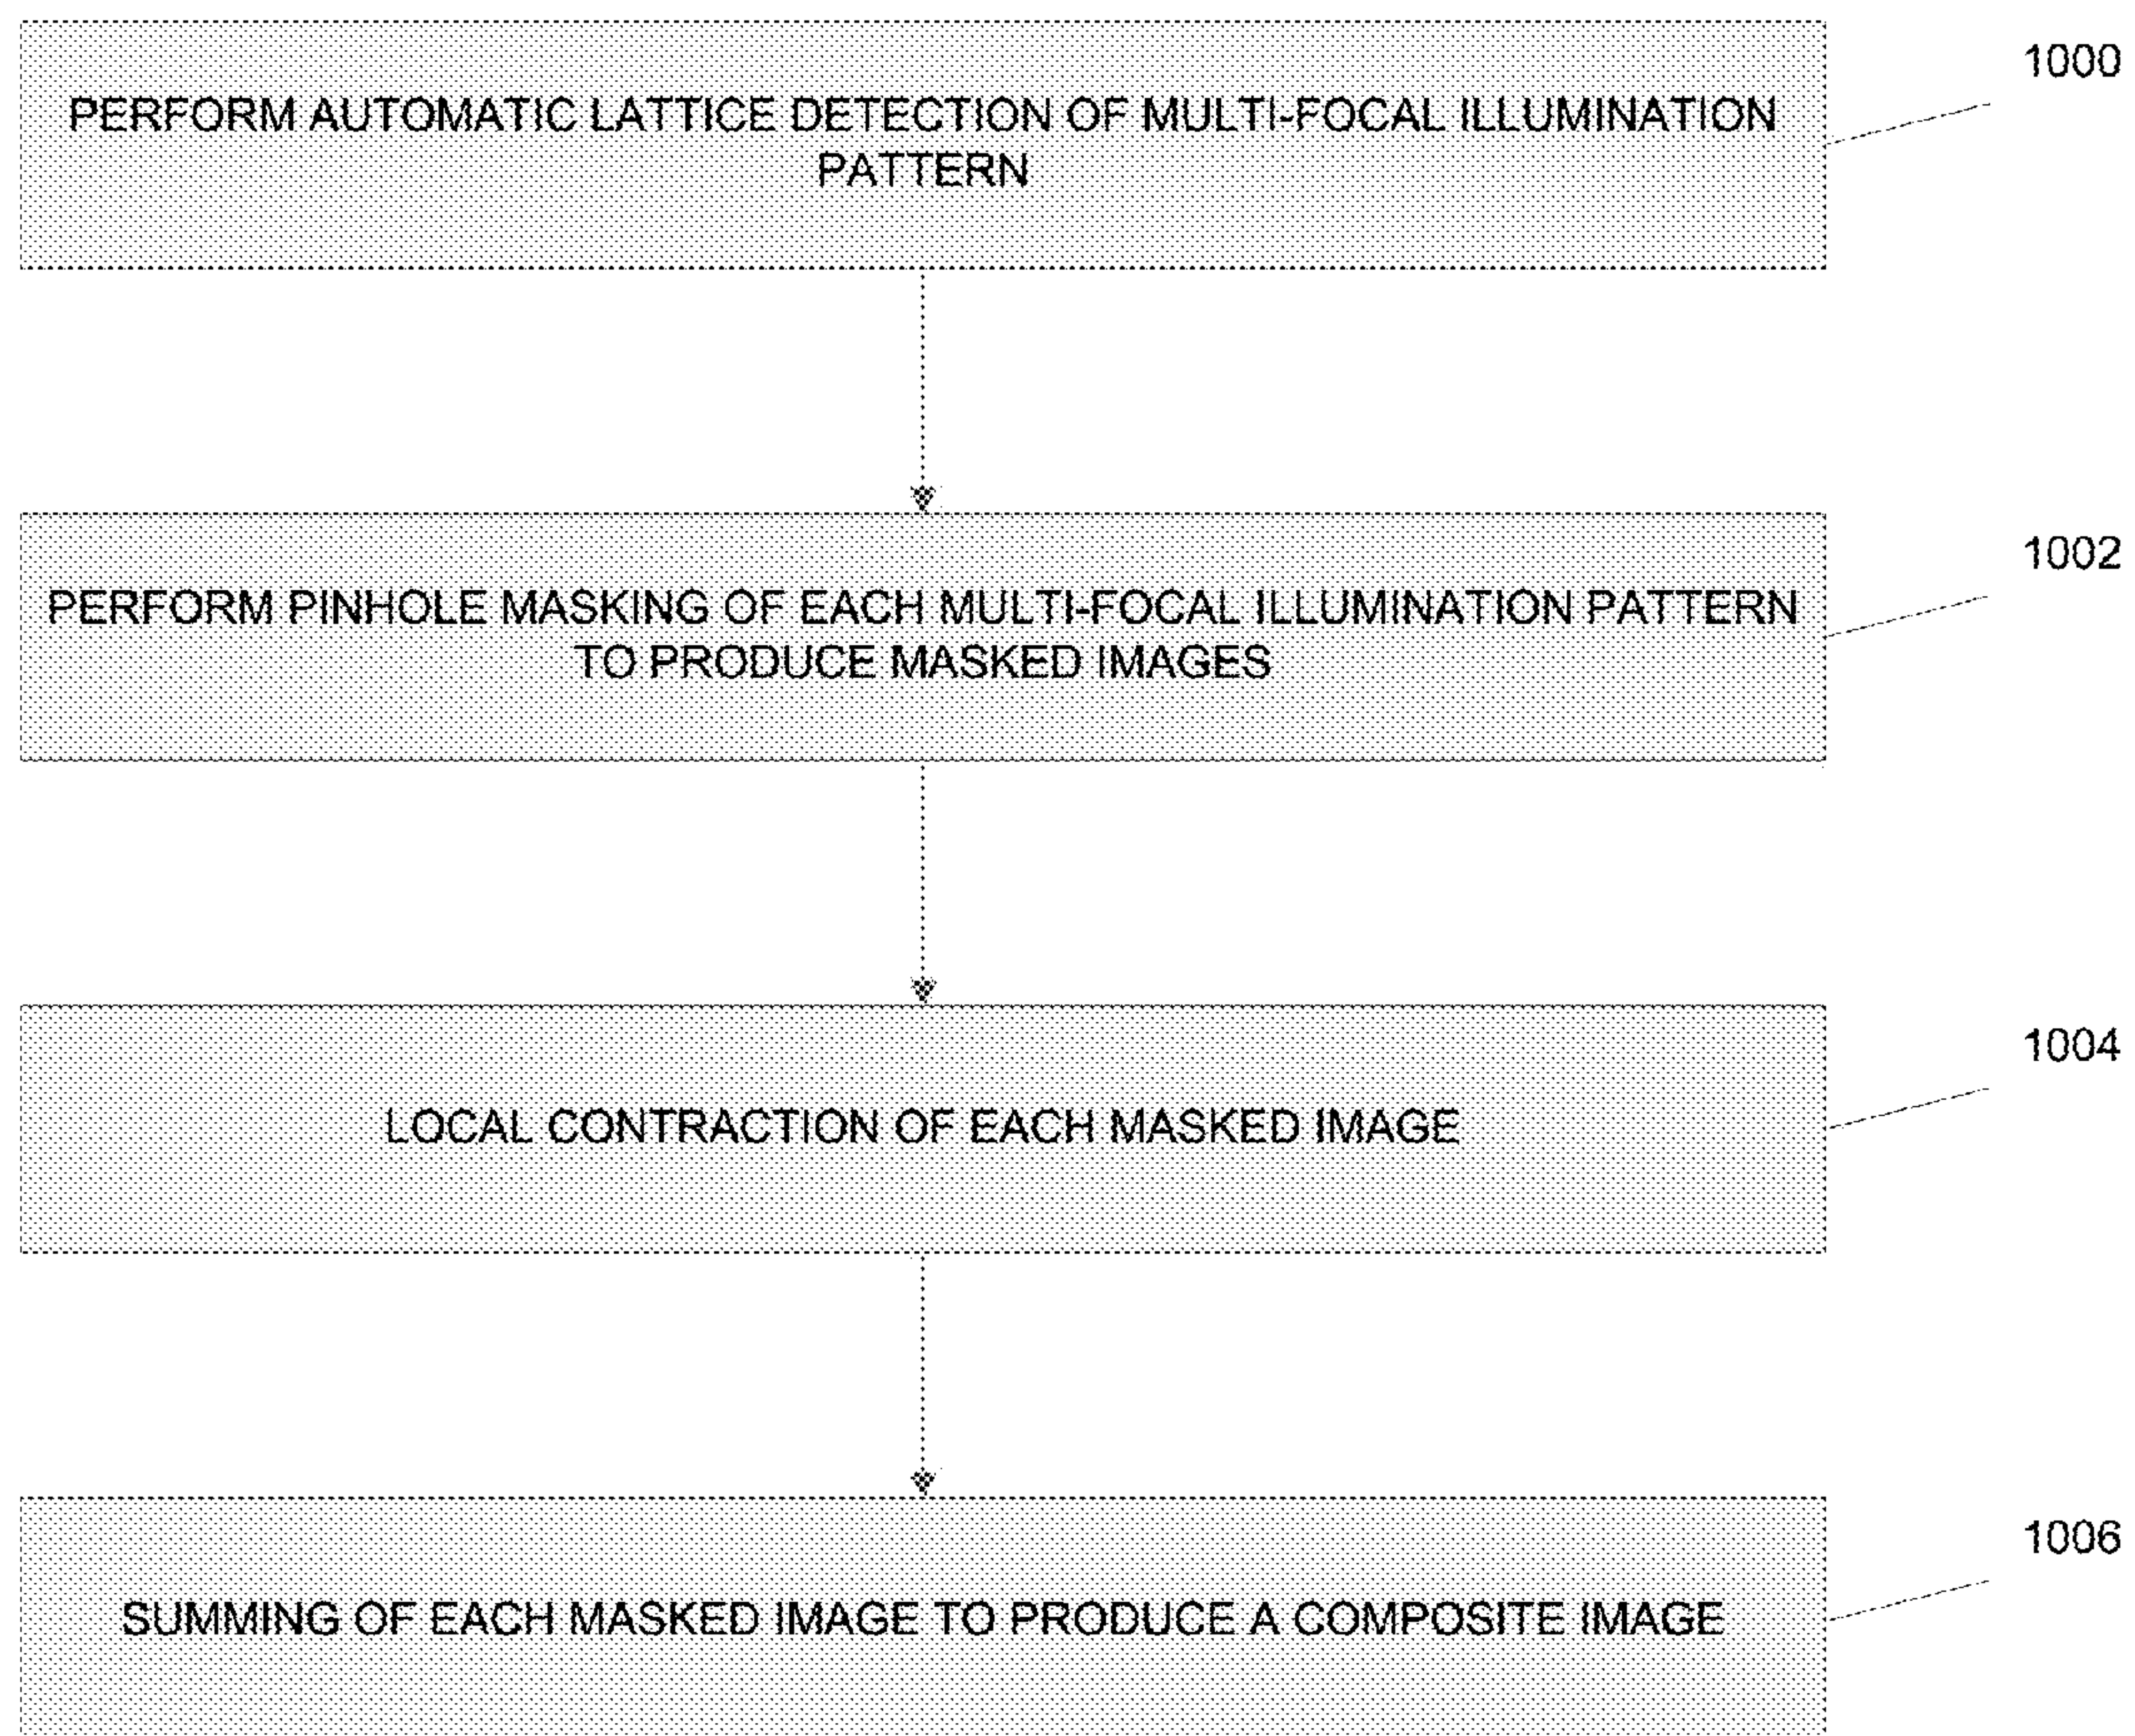 1000
PERFORM AUTOMATIC LATTICE DETECTION OF MULTI-FOCAL ILLUMINATION
PATTERN
1002
PERFORM PINHOLE MASKING OF EACH MULTI-FOCAL ILLUMINATION PATTERN
TO PRODUCE MASKED IMAGES
1004
LOCAL CONTRACTION OF EACH MASKED IMAGE
1006
SUMMING OF EACH MASKED IMAGE TO PRODUCE A COMPOSITE IMAGE